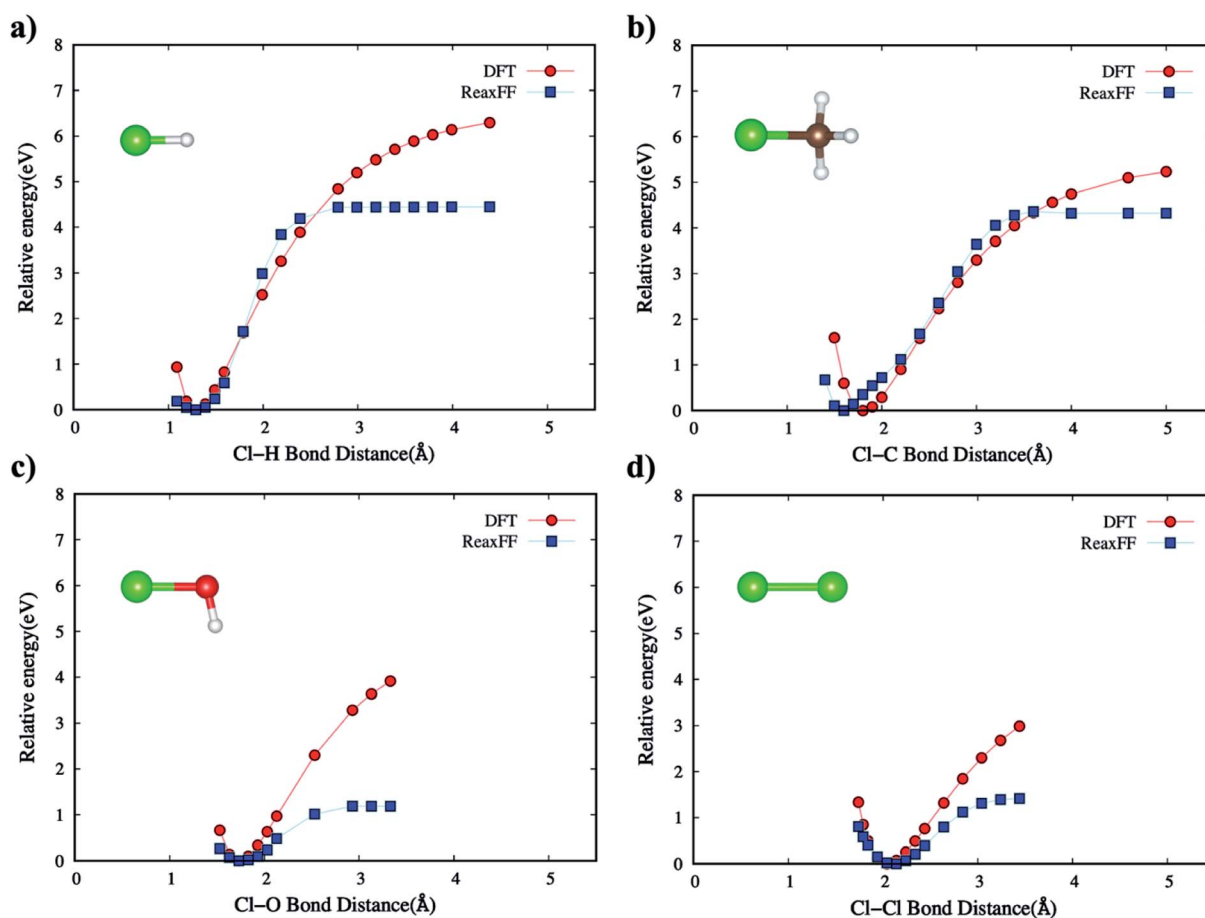 a)
8
7
6
5
4
3
2
1
0
Relative energy(eV)
DFT
ReaxFF
0 1 2 3 4 5
Cl–H Bond Distance(Å)
b)
8
7
6
5
4
3
2
1
0
Relative energy(eV)
DFT
ReaxFF
0 1 2 3 4 5
Cl–C Bond Distance(Å)
c)
8
7
6
5
4
3
2
1
0
Relative energy(eV)
DFT
ReaxFF
0 1 2 3 4 5
Cl–O Bond Distance(Å)
d)
8
7
6
5
4
3
2
1
0
Relative energy(eV)
DFT
ReaxFF
0 1 2 3 4 5
Cl–Cl Bond Distance(Å)